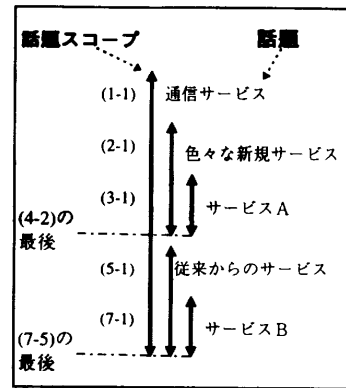 話題スコープ 話題
(1-1) 通信サービス
(2-1) 色々な新規サービス
(3-1) サービスA
(4-2)の
最後
(5-1) 従来からのサービス
(7-1) サービスB
(7-5)の
最後